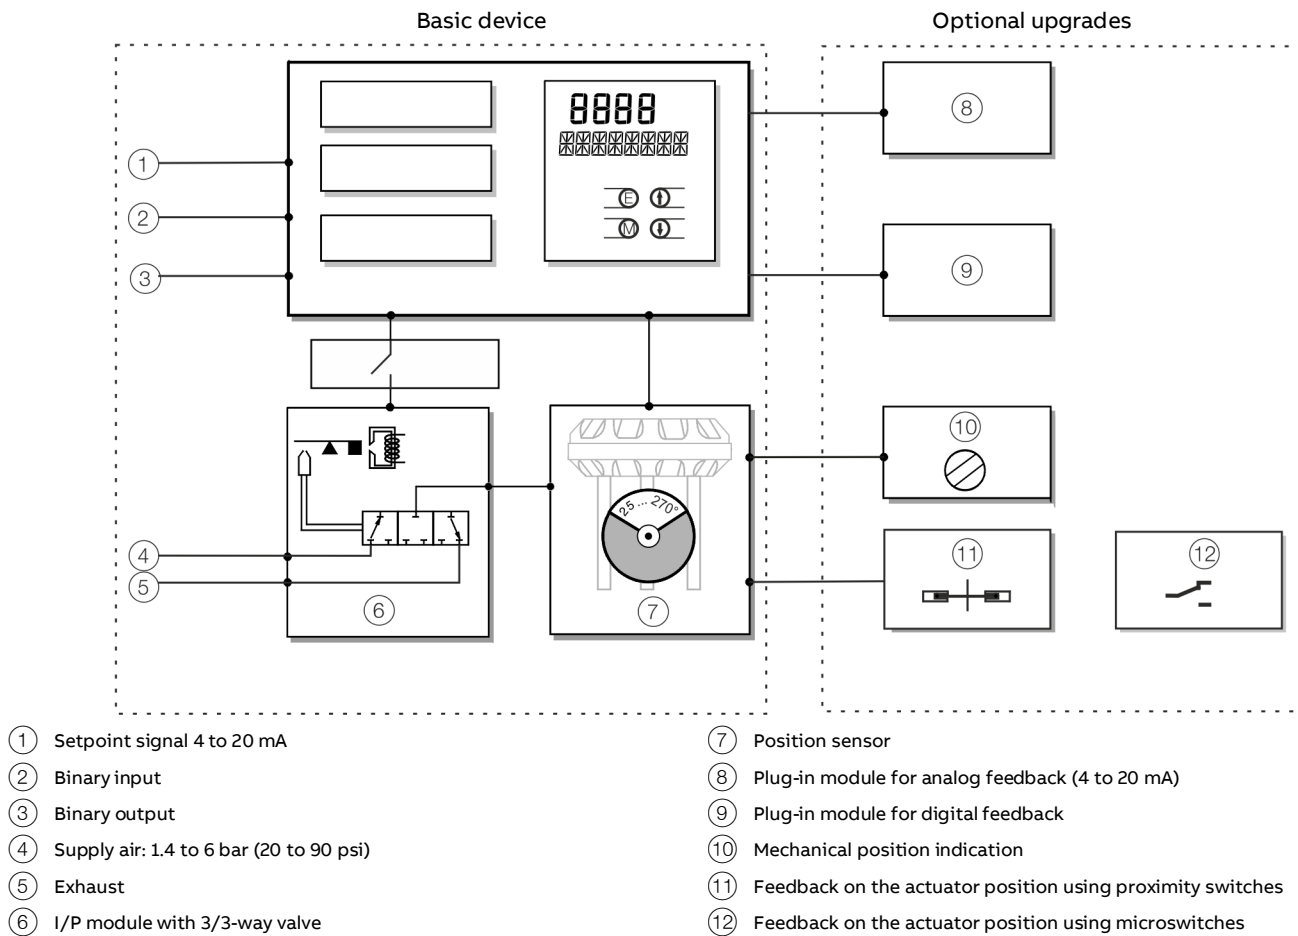 Basic device
Optional upgrades
8888
1
2
3
E
M
8
9
4
5
6
25 ... 270°
7
10
11
12
1 Setpoint signal 4 to 20 mA
2 Binary input
3 Binary output
4 Supply air: 1.4 to 6 bar (20 to 90 psi)
5 Exhaust
6 I/P module with 3/3-way valve
7 Position sensor
8 Plug-in module for analog feedback (4 to 20 mA)
9 Plug-in module for digital feedback
10 Mechanical position indication
11 Feedback on the actuator position using proximity switches
12 Feedback on the actuator position using microswitches